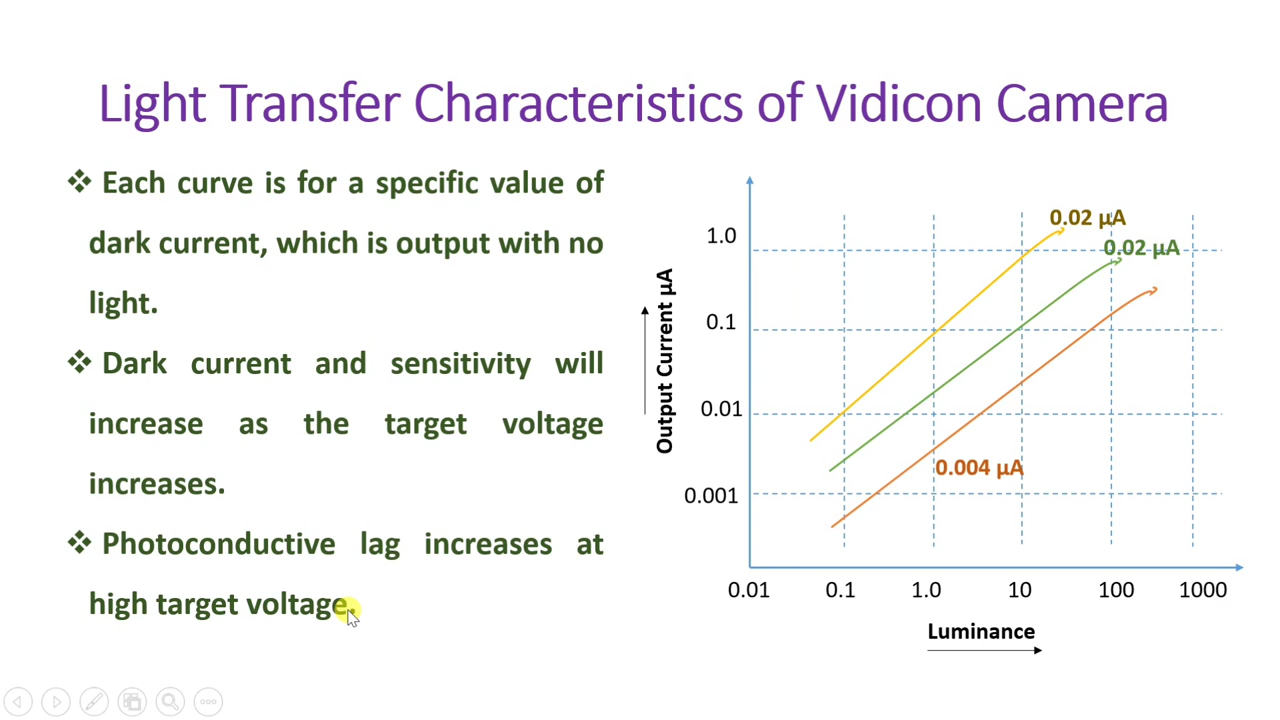 Light Transfer Characteristics of Vidicon Camera
❖ Each curve is for a specific value of
dark current, which is output with no
light.
❖ Dark current and sensitivity will
increase as the target voltage
increases.
❖ Photoconductive lag increases at
high target voltage.
Output Current µA
1.0
0.1
0.01
0.001
0.02 µA
0.02 µA
0.004 µA
0.01 0.1 1.0 10 100 1000
Luminance